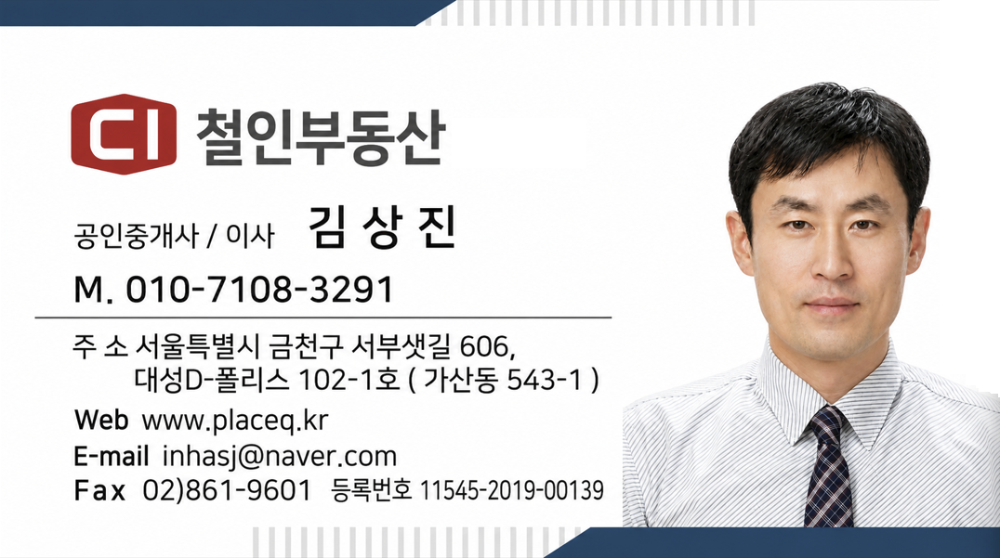 CI 철인부동산
공인중개사 / 이사 김 상 진
M. 010-7108-3291
주 소 서울특별시 금천구 서부샛길 606,
대성D-폴리스 102-1호 ( 가산동 543-1 )
Web www.placeq.kr
E-mail inhasj@naver.com
Fax 02)861-9601 등록번호 11545-2019-00139